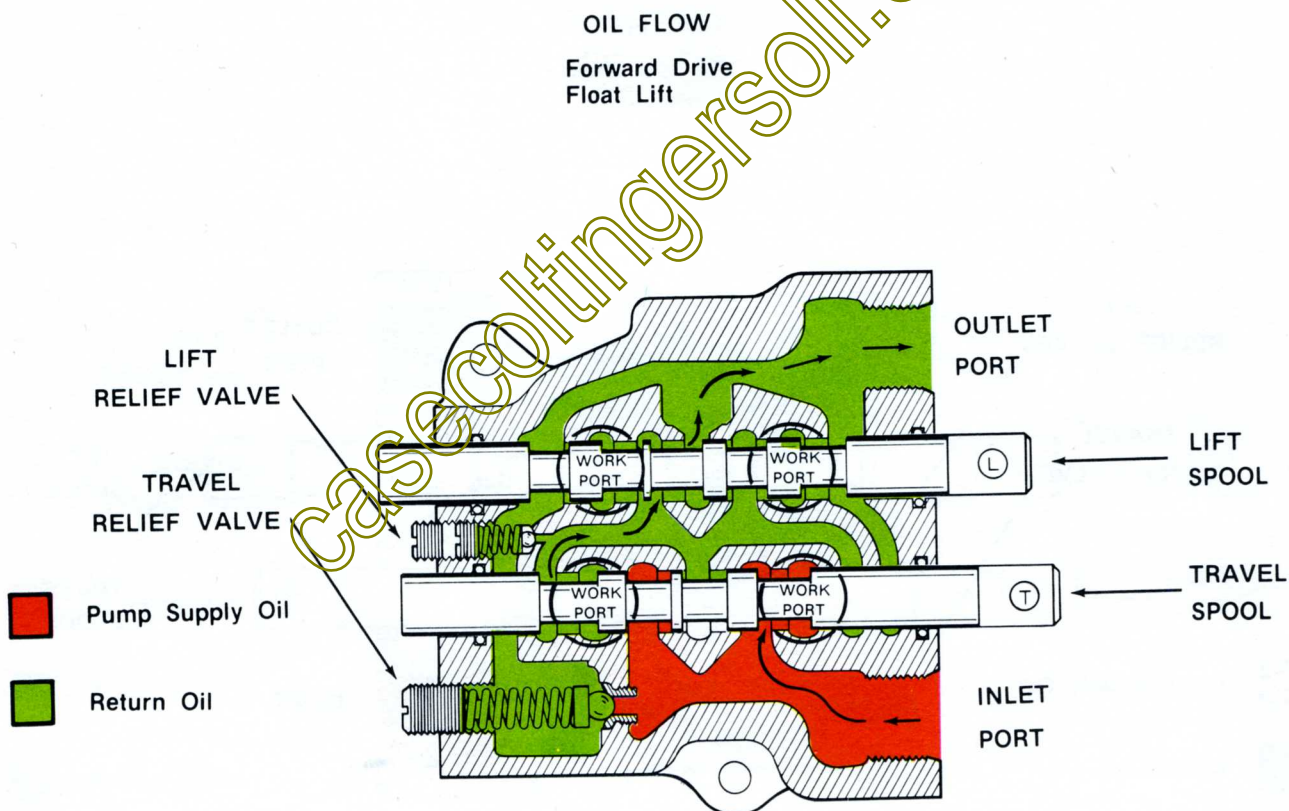 OIL FLOW
Forward Drive
Float Lift
casecoltingersoll.
OUTLET
PORT
LIFT
RELIEF VALVE
WORK
PORT
WORK
PORT
L
LIFT
SPOOL
TRAVEL
RELIEF VALVE
WORK
PORT
WORK
PORT
T
TRAVEL
SPOOL
Pump Supply Oil
Return Oil
INLET
PORT